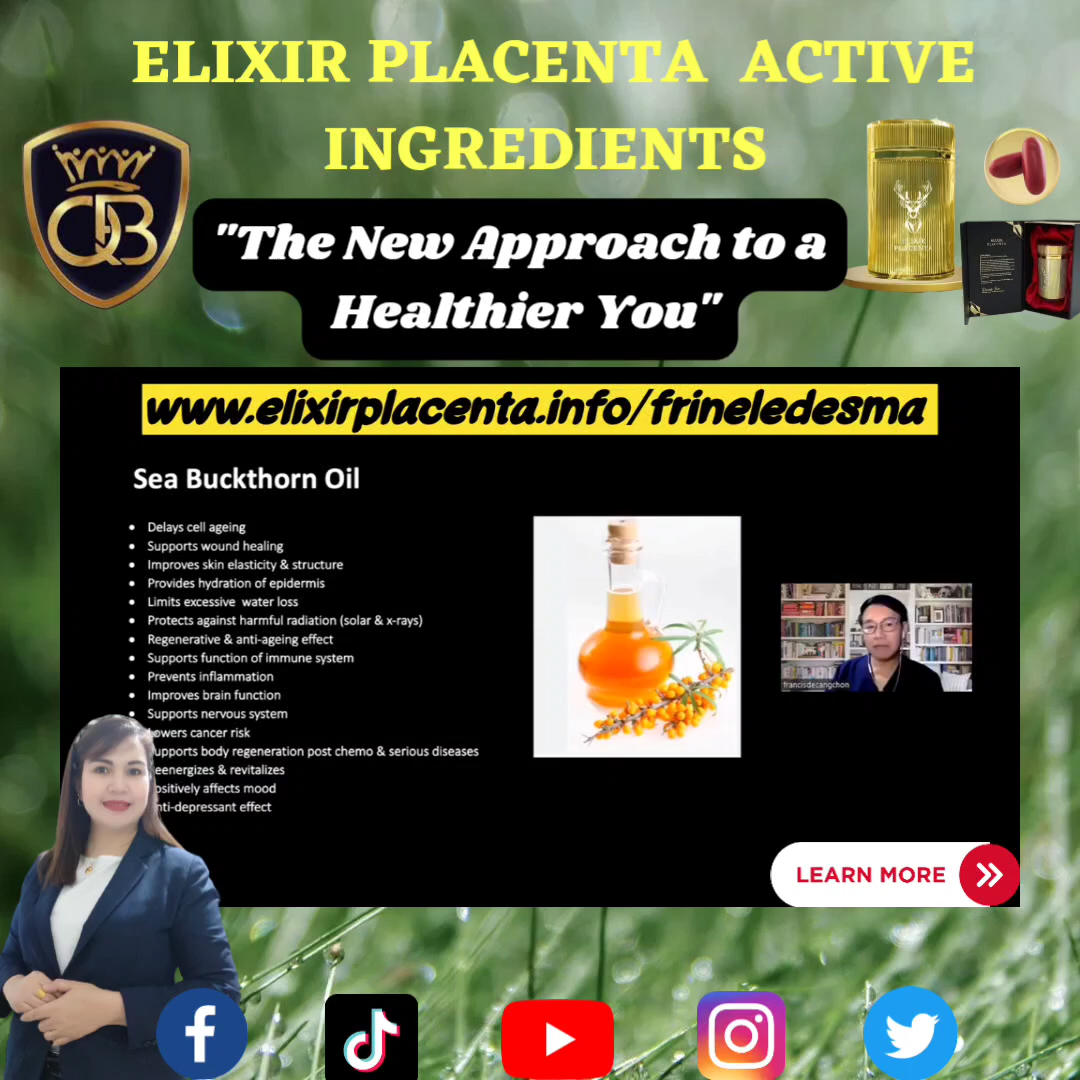 ELIXIR PLACENTA ACTIVE
INGREDIENTS
QEB
"The New Approach to a
Healthier You"
ELIXIR
PLACENTA
www.elixirplacenta.info/frineledesma
Sea Buckthorn Oil
• Delays cell ageing
• Supports wound healing
• Improves skin elasticity & structure
• Provides hydration of epidermis
• Limits excessive water loss
• Protects against harmful radiation (solar & x-rays)
• Regenerative & anti-ageing effect
• Supports function of immune system
• Prevents inflammation
• Improves brain function
• Supports nervous system
owers cancer risk
upports body regeneration post chemo & serious diseases
eenergizes & revitalizes
ositively affects mood
nti-depressant effect
francisdecangchon
LEARN MORE